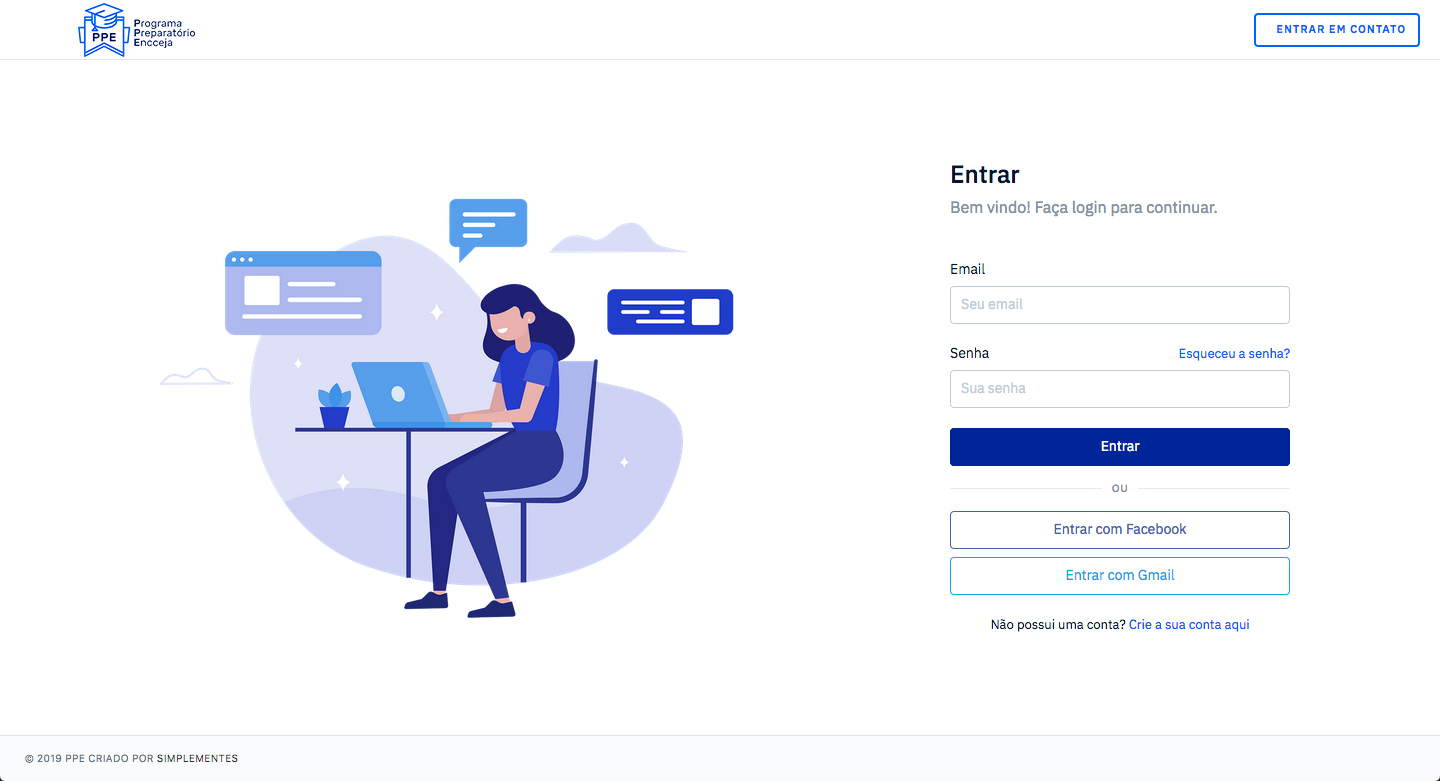 PPE
Programa
Preparatório
Encceja
ENTRAR EM CONTATO
Entrar
Bem vindo! Faça login para continuar.
Email
Seu email
Senha
Esqueceu a senha?
Sua senha
Entrar
OU
Entrar com Facebook
Entrar com Gmail
Não possui uma conta? Crie a sua conta aqui
© 2019 PPE CRIADO POR SIMPLEMENTES